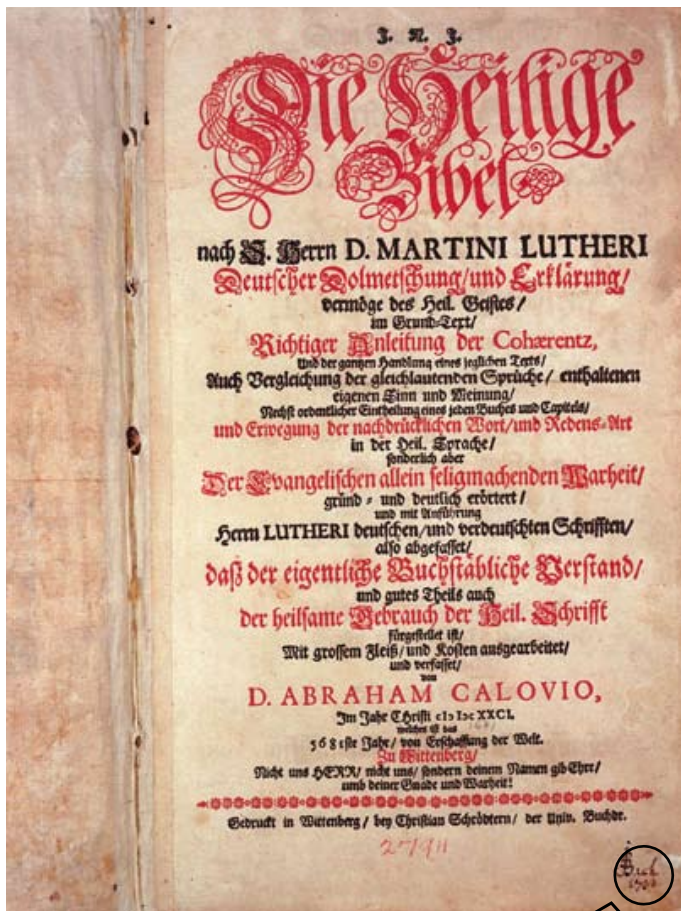 J. N. J.
Die Heilige
Bibel
nach S. Herrn D. MARTINI LUTHERI
Deutscher Dolmetschung/und Erklärung/
vermöge des Heil. Geistes/
im Grund-Text/
Richtiger Anleitung der Cohærentz,
Und der gantzen Handlung eines jeglichen Texts/
Auch Vergleichung der gleichlautenden Sprüche/ enthaltenen
eigenen Sinn und Meinung/
Nechst ordentlicher Eintheilung eines jeden Buches und Capitels/
und Erwegung der nachdrücklichen Wort/und Redens-Art
in der Heil. Sprache/
sonderlich aber
Der Evangelischen allein seligmachenden Warheit/
gründ- und deutlich erörtert/
und mit Anführung
Herrn LUTHERI deutschen/und verdeutschten Schrifften/
also abgefasset/
daß der eigentliche Buchstäbliche Verstand/
und gutes Theils auch
der heilsame Gebrauch der Heil. Schrifft
fürgestellet ist/
Mit grossem Fleiß/und Kosten ausgearbeitet/
und verfasset/
von
D. ABRAHAM CALOVIO,
Im Jahr Christi cIↃ IↃc XXCI.
welches ist das
5681ste Jahr/ von Erschaffung der Welt.
Zu Wittenberg/
Nicht uns HERR/ nicht uns/ sondern deinem Namen gib Ehre/
umb deiner Gnade und Warheit!
Gedruckt in Wittenberg/ bey Christian Schrödtern/ der Univ. Buchdr.
Bach
1733